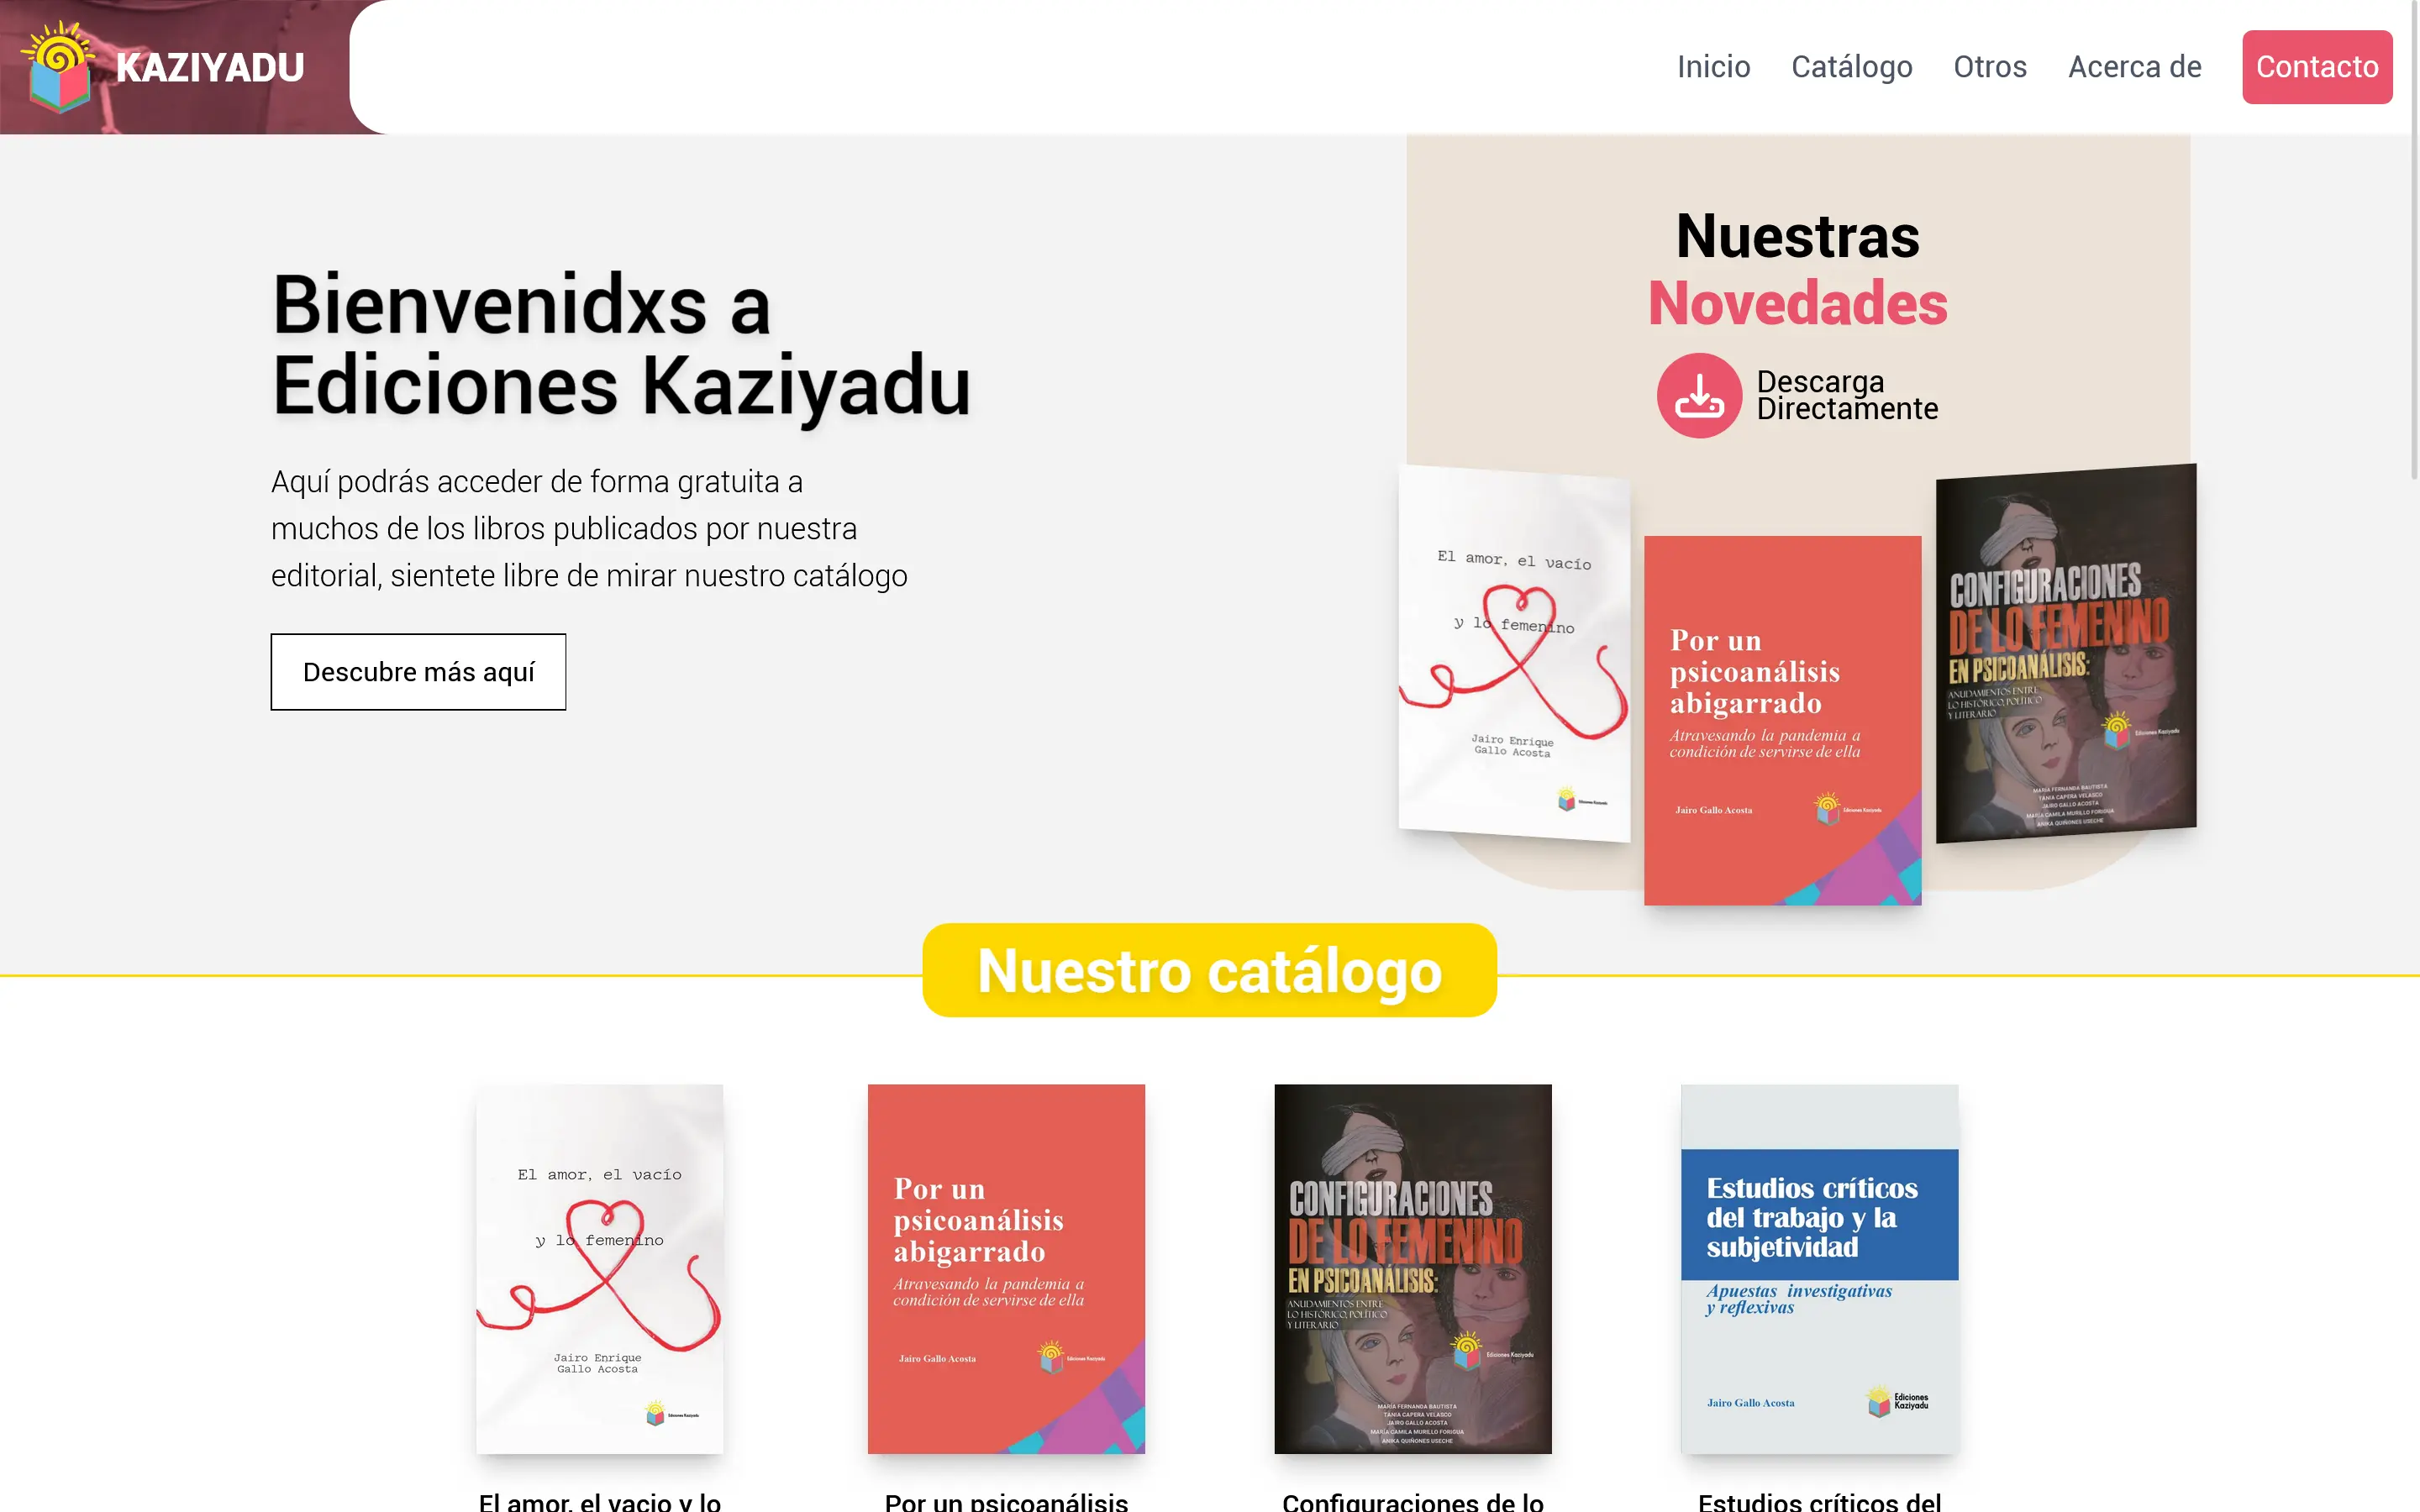 KAZIYADU
Inicio
Catálogo
Otros
Acerca de
Contacto
Bienvenidxs a
Ediciones Kaziyadu
Aquí podrás acceder de forma gratuita a
muchos de los libros publicados por nuestra
editorial, sientete libre de mirar nuestro catálogo
Descubre más aquí
Nuestras
Novedades
Descarga
Directamente
El amor, el vacío
y lo femenino
Jairo Enrique
Gallo Acosta
Ediciones Kaziyadu
Por un
psicoanálisis
abigarrado
Atravesando la pandemia a
condición de servirse de ella
Jairo Gallo Acosta
Ediciones Kaziyadu
CONFIGURACIONES
DE LO FEMENINO
EN PSICOANÁLISIS:
ANUDAMIENTOS ENTRE
LO HISTÓRICO, POLÍTICO
Y LITERARIO
Ediciones Kaziyadu
MARÍA FERNANDA BAUTISTA
TANIA CAPERA VELASCO
JAIRO GALLO ACOSTA
MARÍA CAMILA MURILLO FORIGUA
ANIKA QUIÑONES USECHE
Nuestro catálogo
El amor, el vacío
y lo femenino
Jairo Enrique
Gallo Acosta
Ediciones Kaziyadu
Por un
psicoanálisis
abigarrado
Atravesando la pandemia a
condición de servirse de ella
Jairo Gallo Acosta
Ediciones Kaziyadu
CONFIGURACIONES
DE LO FEMENINO
EN PSICOANÁLISIS:
ANUDAMIENTOS ENTRE
LO HISTÓRICO, POLÍTICO
Y LITERARIO
Ediciones Kaziyadu
MARÍA FERNANDA BAUTISTA
TANIA CAPERA VELASCO
JAIRO GALLO ACOSTA
MARÍA CAMILA MURILLO FORIGUA
ANIKA QUIÑONES USECHE
Estudios críticos
del trabajo y la
subjetividad
Apuestas investigativas
y reflexivas
Jairo Gallo Acosta
Ediciones
Kaziyadu
El amor, el vacio y lo
Por un psicoanálisis
Configuraciones de lo
Estudios críticos del